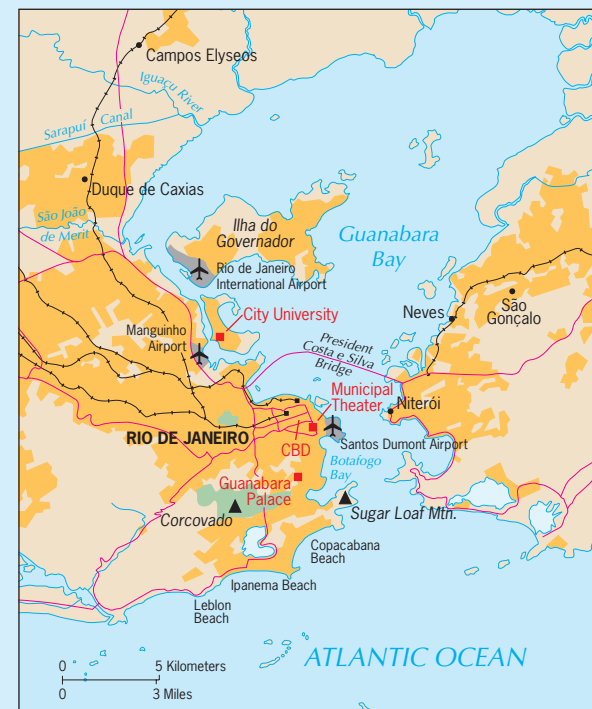 Campos Elyseos
Iguaçu River
Sarapuí Canal
Duque de Caxias
São João
de Merit
Ilha do
Governador
Guanabara
Bay
Rio de Janeiro
International Airport
City University
Neves
São
Gonçalo
Manguinho
Airport
President
Costa e Silva
Bridge
Municipal
Theater
Niterói
RIO DE JANEIRO
CBD
Santos Dumont Airport
Botafogo
Bay
Guanabara
Palace
Corcovado
Sugar Loaf Mtn.
Copacabana
Beach
Ipanema Beach
Leblon
Beach
ATLANTIC OCEAN
0 5 Kilometers
0 3 Miles